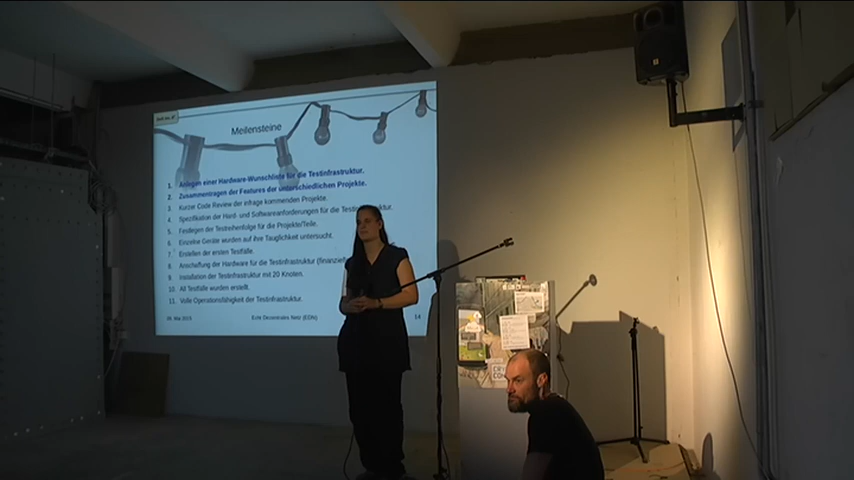 Meilensteine
1. Anlegen einer Hardware-Wunschliste für die Testinfrastruktur.
2. Zusammentragen der Features der unterschiedlichen Projekte.
3. Kurzer Code Review der infrage kommenden Projekte.
4. Spezifikation der Hard- und Softwareanforderungen für die Testinfrastruktur.
5. Festlegen der Testreihenfolge für die Projekte/Teile.
6. Einzelne Geräte wurden auf ihre Tauglichkeit untersucht.
7. Erstellen der ersten Testfälle.
8. Anschaffung der Hardware für die Testinfrastruktur (finanziell
9. Installation der Testinfrastruktur mit 20 Knoten.
10. All Testfälle wurden erstellt.
11. Volle Operationsfähigkeit der Testinfrastruktur.
Echt Dezentrales Netz (EDN)
14